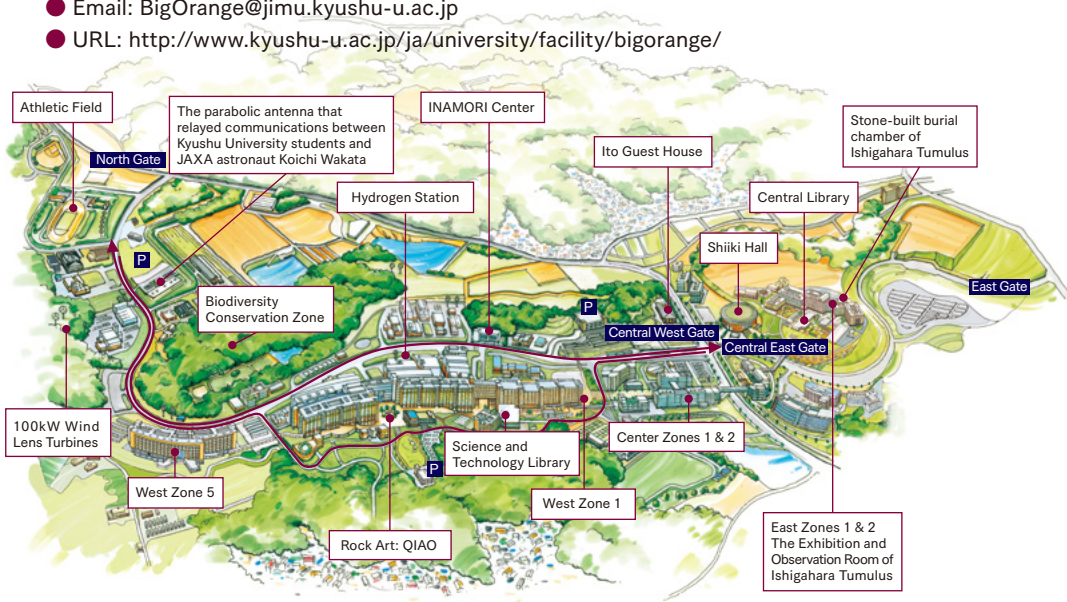 Email: BigOrange@jimu.kyushu-u.ac.jp
URL: http://www.kyushu-u.ac.jp/ja/university/facility/bigorange/
Athletic Field
The parabolic antenna that
relayed communications between
Kyushu University students and
JAXA astronaut Koichi Wakata
INAMORI Center
Stone-built burial
chamber of
Ishigahara Tumulus
North Gate
Ito Guest House
Hydrogen Station
Central Library
Shiiki Hall
P
East Gate
Biodiversity
Conservation Zone
P
Central West Gate
Central East Gate
100kW Wind
Lens Turbines
Science and
Technology Library
Center Zones 1 & 2
P
West Zone 5
West Zone 1
Rock Art: QIAO
East Zones 1 & 2
The Exhibition and
Observation Room of
Ishigahara Tumulus